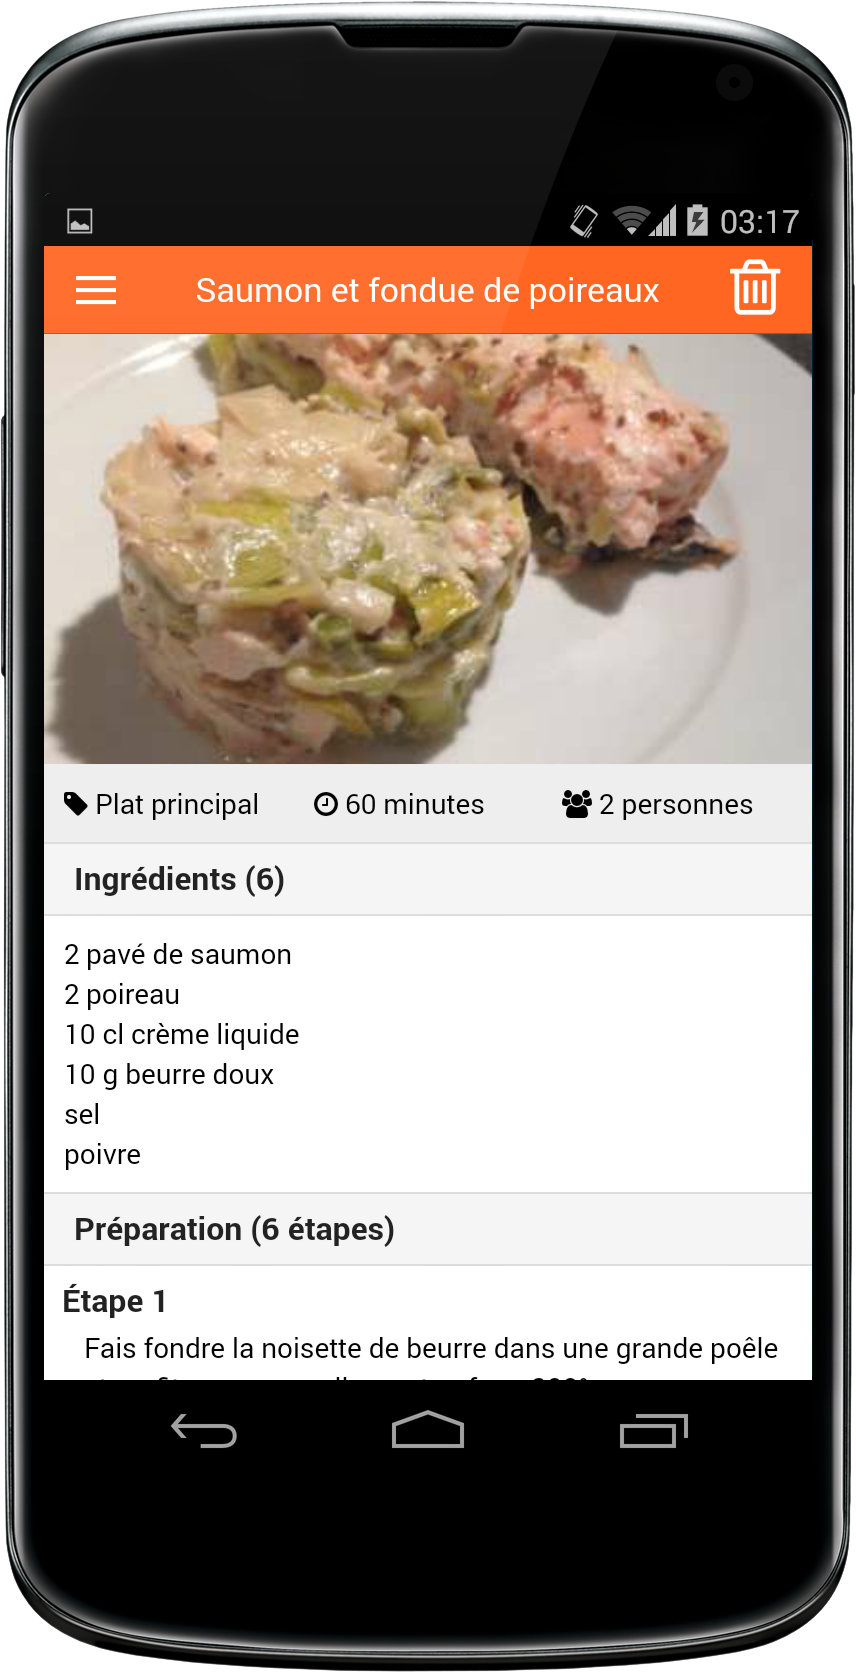 03:17
Saumon et fondue de poireaux
Plat principal 60 minutes 2 personnes
Ingrédients (6)
2 pavé de saumon
2 poireau
10 cl crème liquide
10 g beurre doux
sel
poivre
Préparation (6 étapes)
Étape 1
Fais fondre la noisette de beurre dans une grande poêle